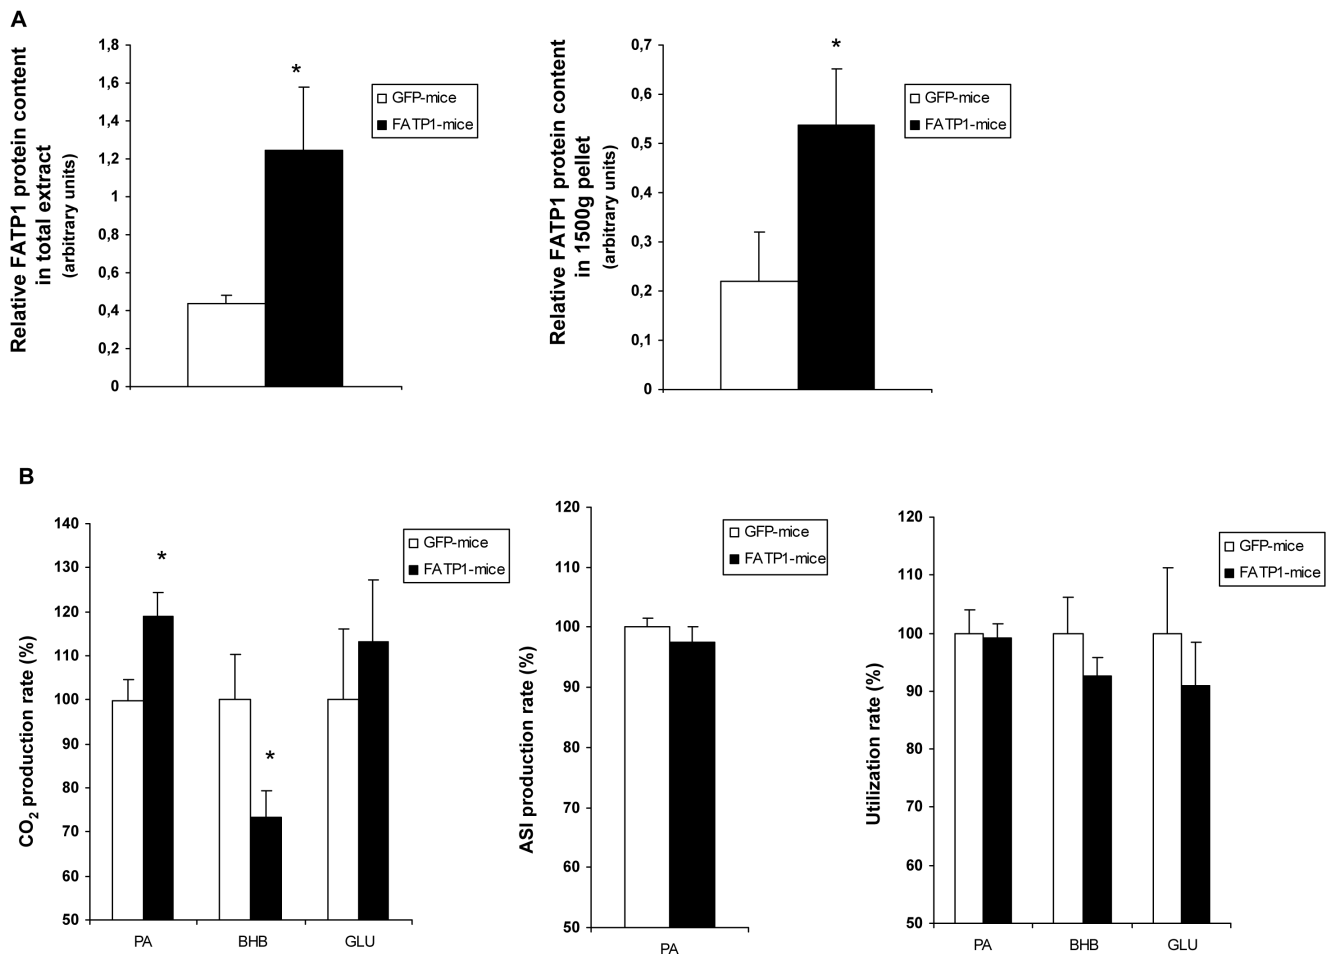 A
Relative FATP1 protein content
in total extract
(arbitrary units)
1,8
1,6
1,4
1,2
1
0,8
0,6
0,4
0,2
0
*
GFP-mice
FATP1-mice
Relative FATP1 protein content
in 1500g pellet
(arbitrary units)
0,7
0,6
0,5
0,4
0,3
0,2
0,1
0
*
GFP-mice
FATP1-mice
B
CO2 production rate (%)
140
130
120
110
100
90
80
70
60
50
*
*
PA BHB GLU
GFP-mice
FATP1-mice
ASI production rate (%)
120
110
100
90
80
70
60
50
PA
GFP-mice
FATP1-mice
Utilization rate (%)
120
110
100
90
80
70
60
50
PA BHB GLU
GFP-mice
FATP1-mice